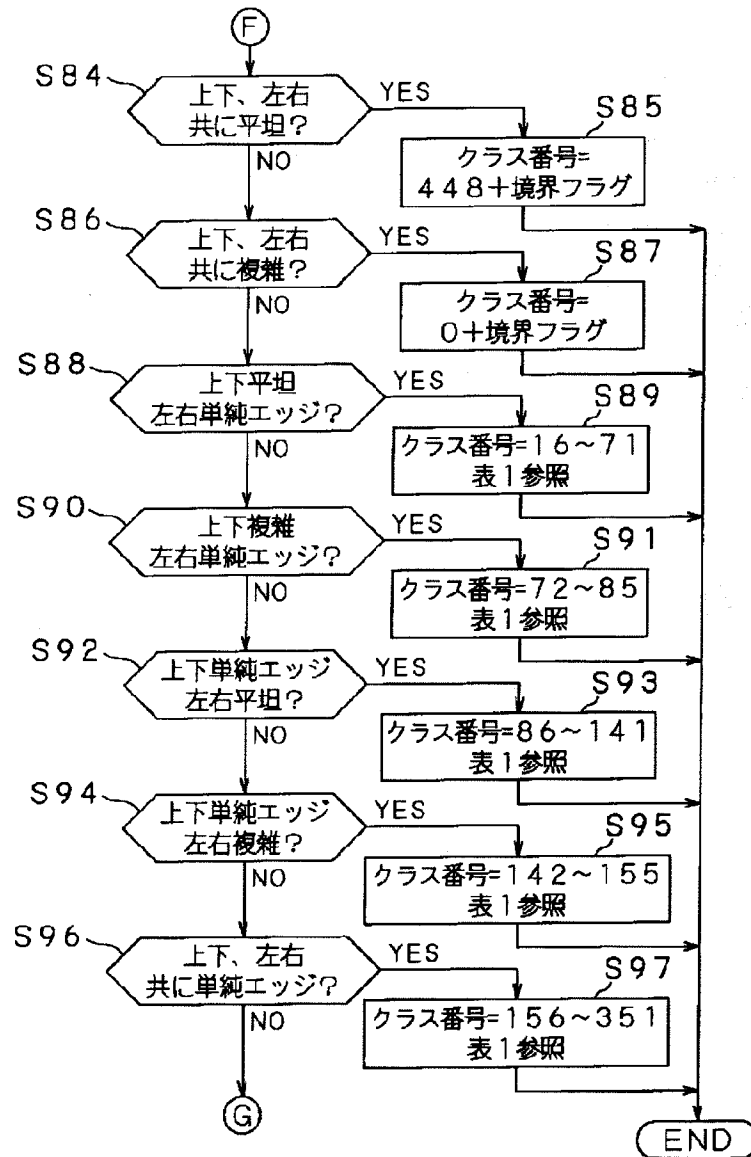 F
S84
上下、左右
共に平坦?
YES
NO
S85
クラス番号=
448+境界フラグ
S86
上下、左右
共に複雑?
YES
NO
S87
クラス番号=
0+境界フラグ
S88
上下平坦
左右単純エッジ?
YES
NO
S89
クラス番号=16~71
表1参照
S90
上下複雑
左右単純エッジ?
YES
NO
S91
クラス番号=72~85
表1参照
S92
上下単純エッジ
左右平坦?
YES
NO
S93
クラス番号=86~141
表1参照
S94
上下単純エッジ
左右複雑?
YES
NO
S95
クラス番号=142~155
表1参照
S96
上下、左右
共に単純エッジ?
YES
NO
S97
クラス番号=156~351
表1参照
G
END